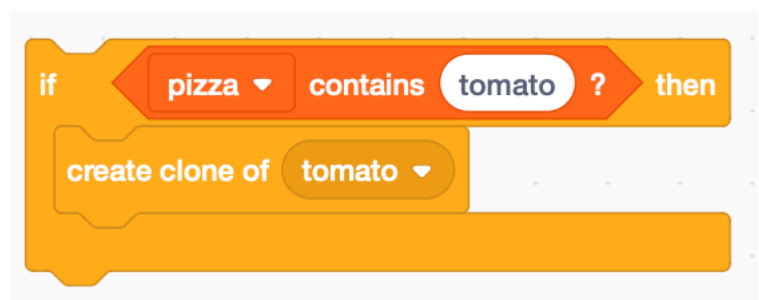 if pizza contains tomato ? then
create clone of tomato